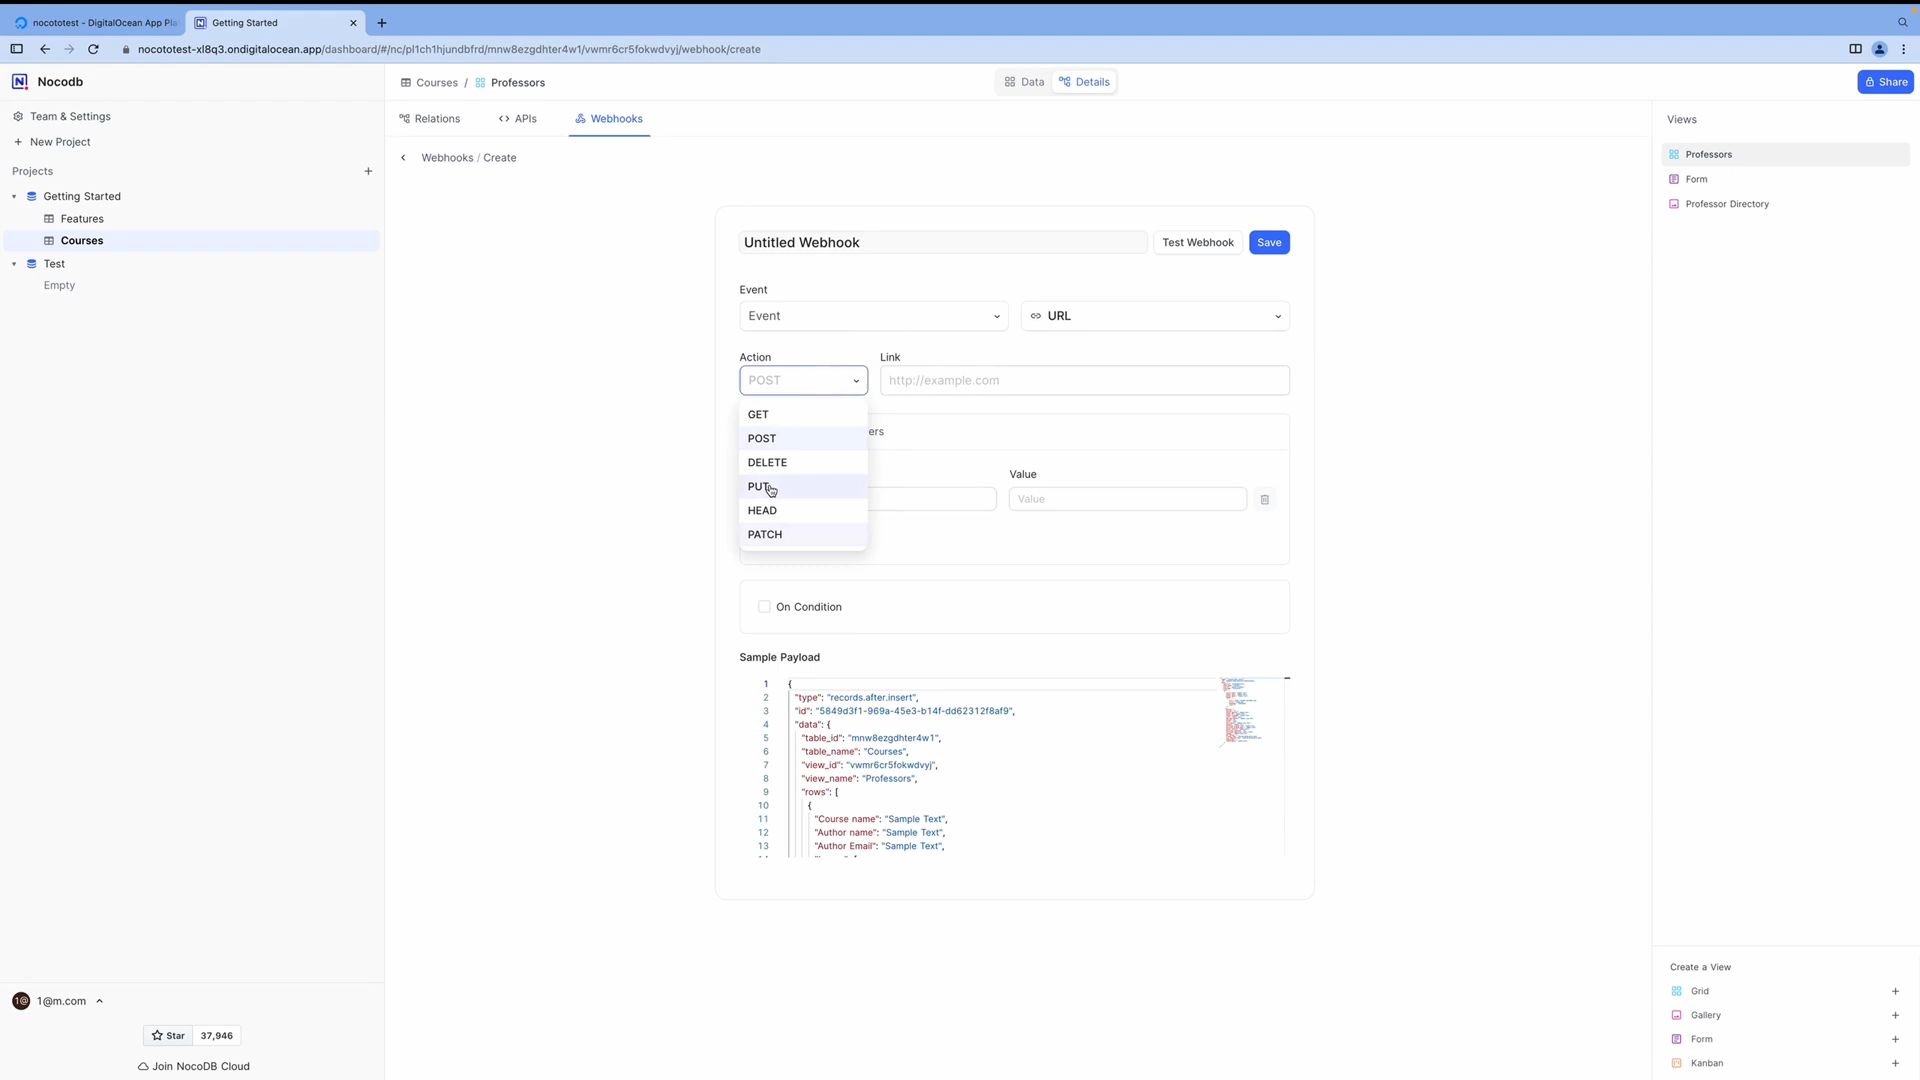 nocototest - DigitalOcean App Pla
Getting Started
nocototest-xl8q3.ondigitalocean.app/dashboard/#/nc/pl1ch1hjundbfrd/mnw8ezgdhter4w1/vwmr6cr5fokwdvyj/webhook/create
N Nocodb
Courses / Professors
Data
Details
Share
Team & Settings
New Project
Projects
Getting Started
Features
Courses
Test
Empty
Relations
APIs
Webhooks
Webhooks / Create
Untitled Webhook
Test Webhook
Save
Event
Event
URL
Action
Link
POST
http://example.com
GET
POST
DELETE
PUT
HEAD
PATCH
ers
Value
Value
On Condition
Sample Payload
1 {
2 "type": "records.after.insert",
3 "id": "5849d3f1-969a-45e3-b14f-dd62312f8af9",
4 "data": {
5 "table_id": "mnw8ezgdhter4w1",
6 "table_name": "Courses",
7 "view_id": "vwmr6cr5fokwdvyj",
8 "view_name": "Professors",
9 "rows": [
10 {
11 "Course name": "Sample Text",
12 "Author name": "Sample Text",
13 "Author Email": "Sample Text",
Views
Professors
Form
Professor Directory
Create a View
Grid
Gallery
Form
Kanban
1@ 1@m.com
Star 37,946
Join NocoDB Cloud